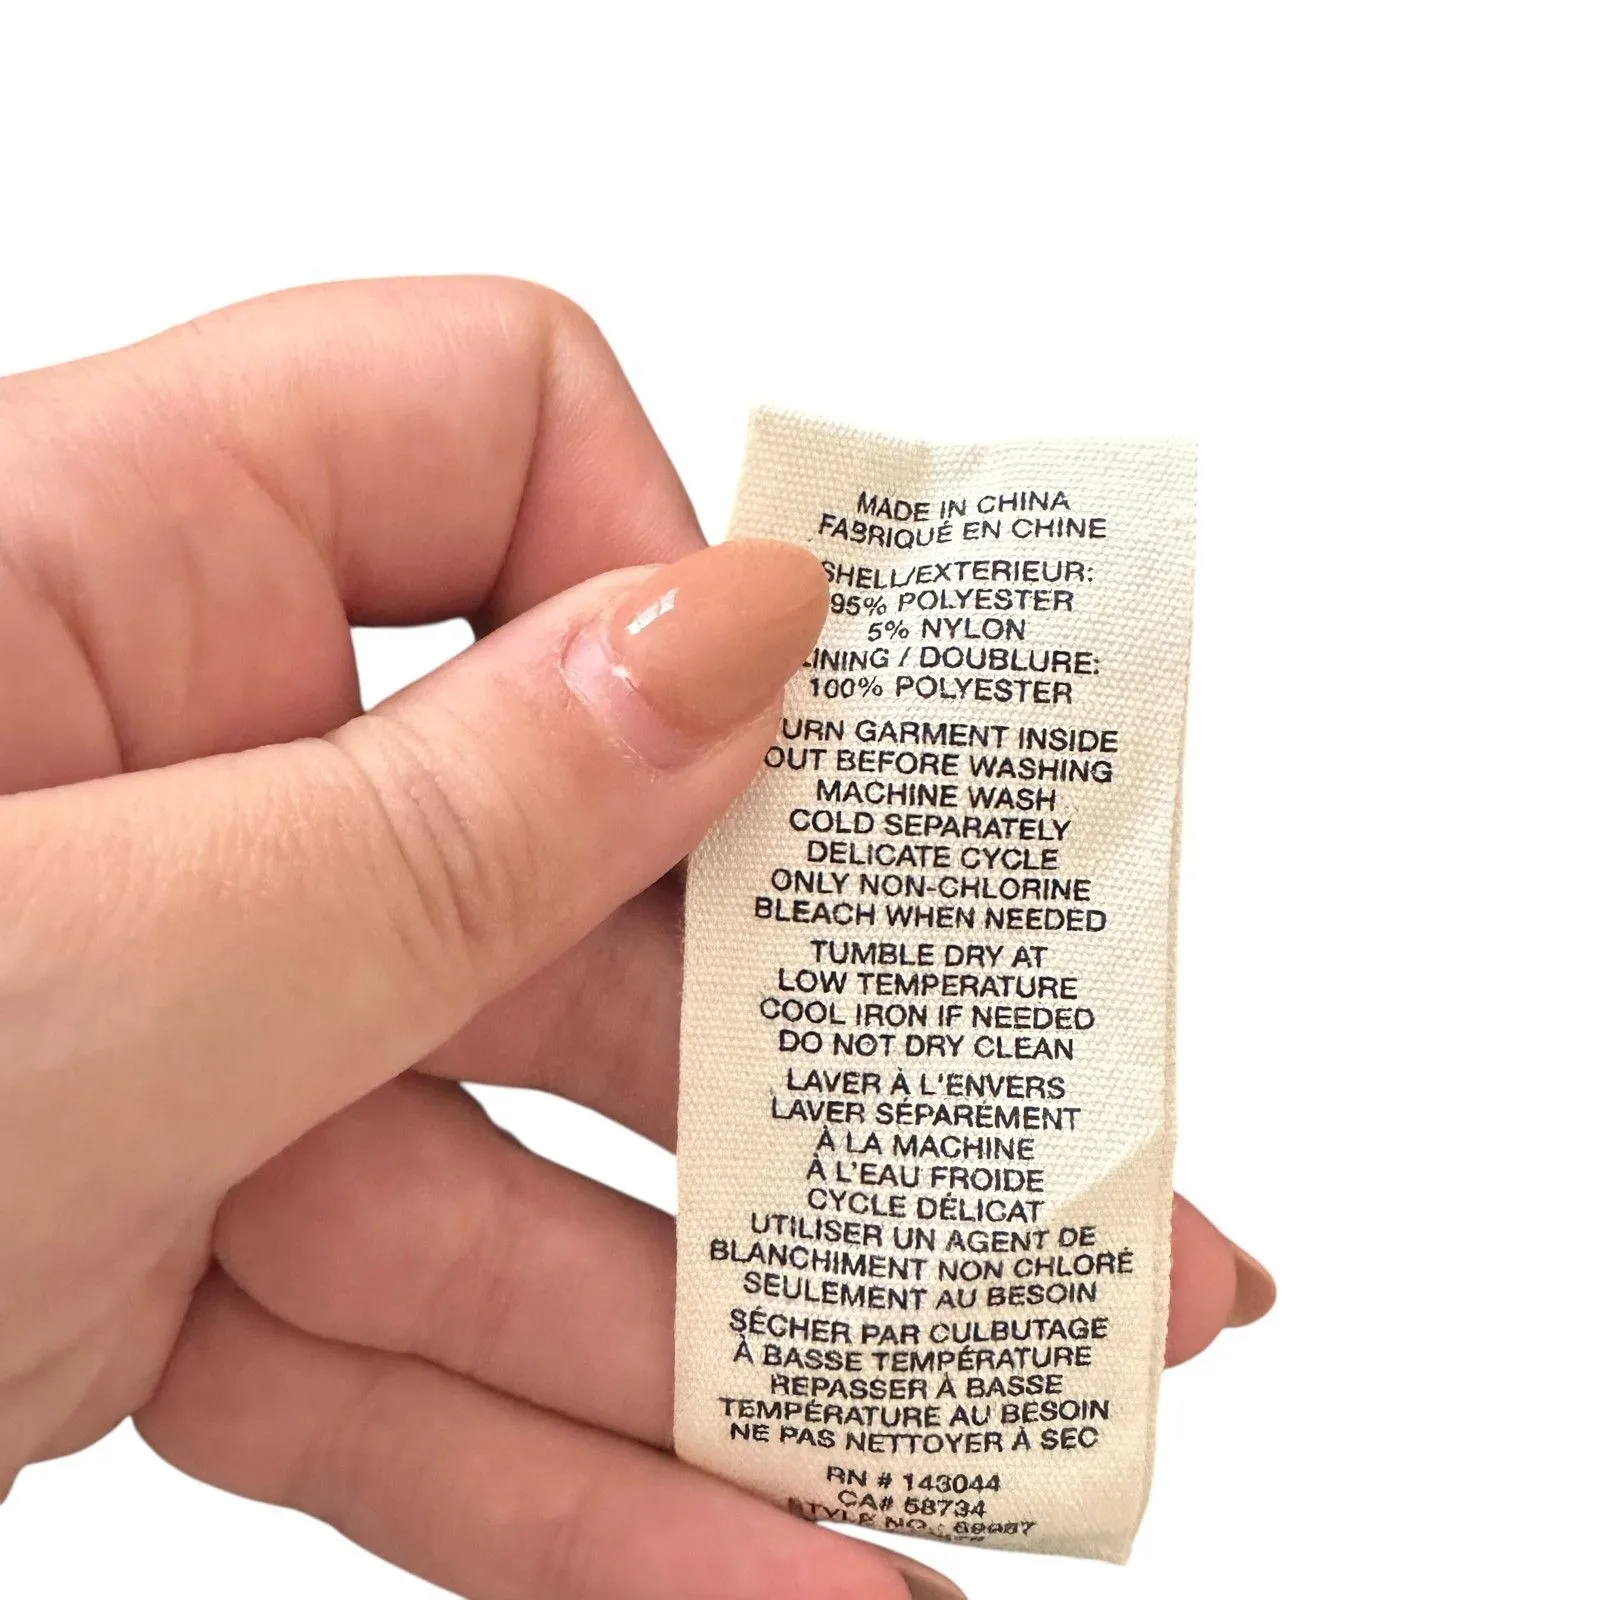 MADE IN CHINA
FABRIQUÉ EN CHINE
SHELL/EXTERIEUR:
95% POLYESTER
5% NYLON
LINING / DOUBLURE:
100% POLYESTER
TURN GARMENT INSIDE
OUT BEFORE WASHING
MACHINE WASH
COLD SEPARATELY
DELICATE CYCLE
ONLY NON-CHLORINE
BLEACH WHEN NEEDED
TUMBLE DRY AT
LOW TEMPERATURE
COOL IRON IF NEEDED
DO NOT DRY CLEAN
LAVER À L'ENVERS
LAVER SÉPARÉMENT
À LA MACHINE
À L'EAU FROIDE
CYCLE DÉLICAT
UTILISER UN AGENT DE
BLANCHIMENT NON CHLORÉ
SEULEMENT AU BESOIN
SÉCHER PAR CULBUTAGE
À BASSE TEMPÉRATURE
REPASSER À BASSE
TEMPÉRATURE AU BESOIN
NE PAS NETTOYER À SEC
RN # 143044
CA# 58734
STYLE NO.: